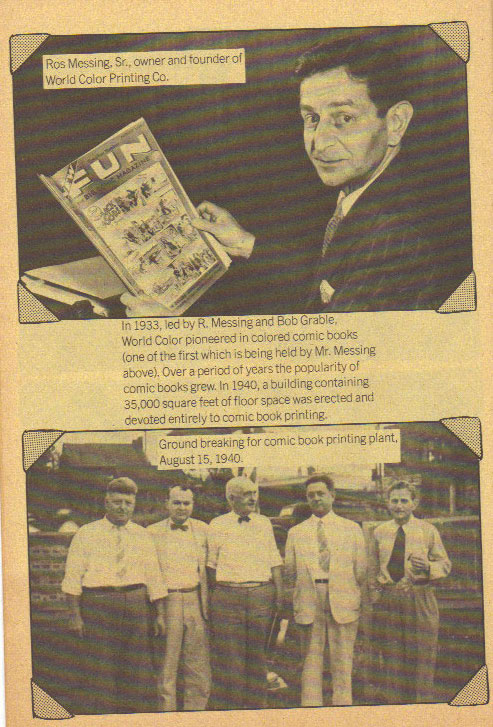 Ros Messing, Sr., owner and founder of
World Color Printing Co.
FUN
MAGAZINE
In 1933, led by R. Messing and Bob Grable,
World Color pioneered in colored comic books
(one of the first which is being held by Mr. Messing
above). Over a period of years the popularity of
comic books grew. In 1940, a building containing
35,000 square feet of floor space was erected and
devoted entirely to comic book printing.
Ground breaking for comic book printing plant,
August 15, 1940.